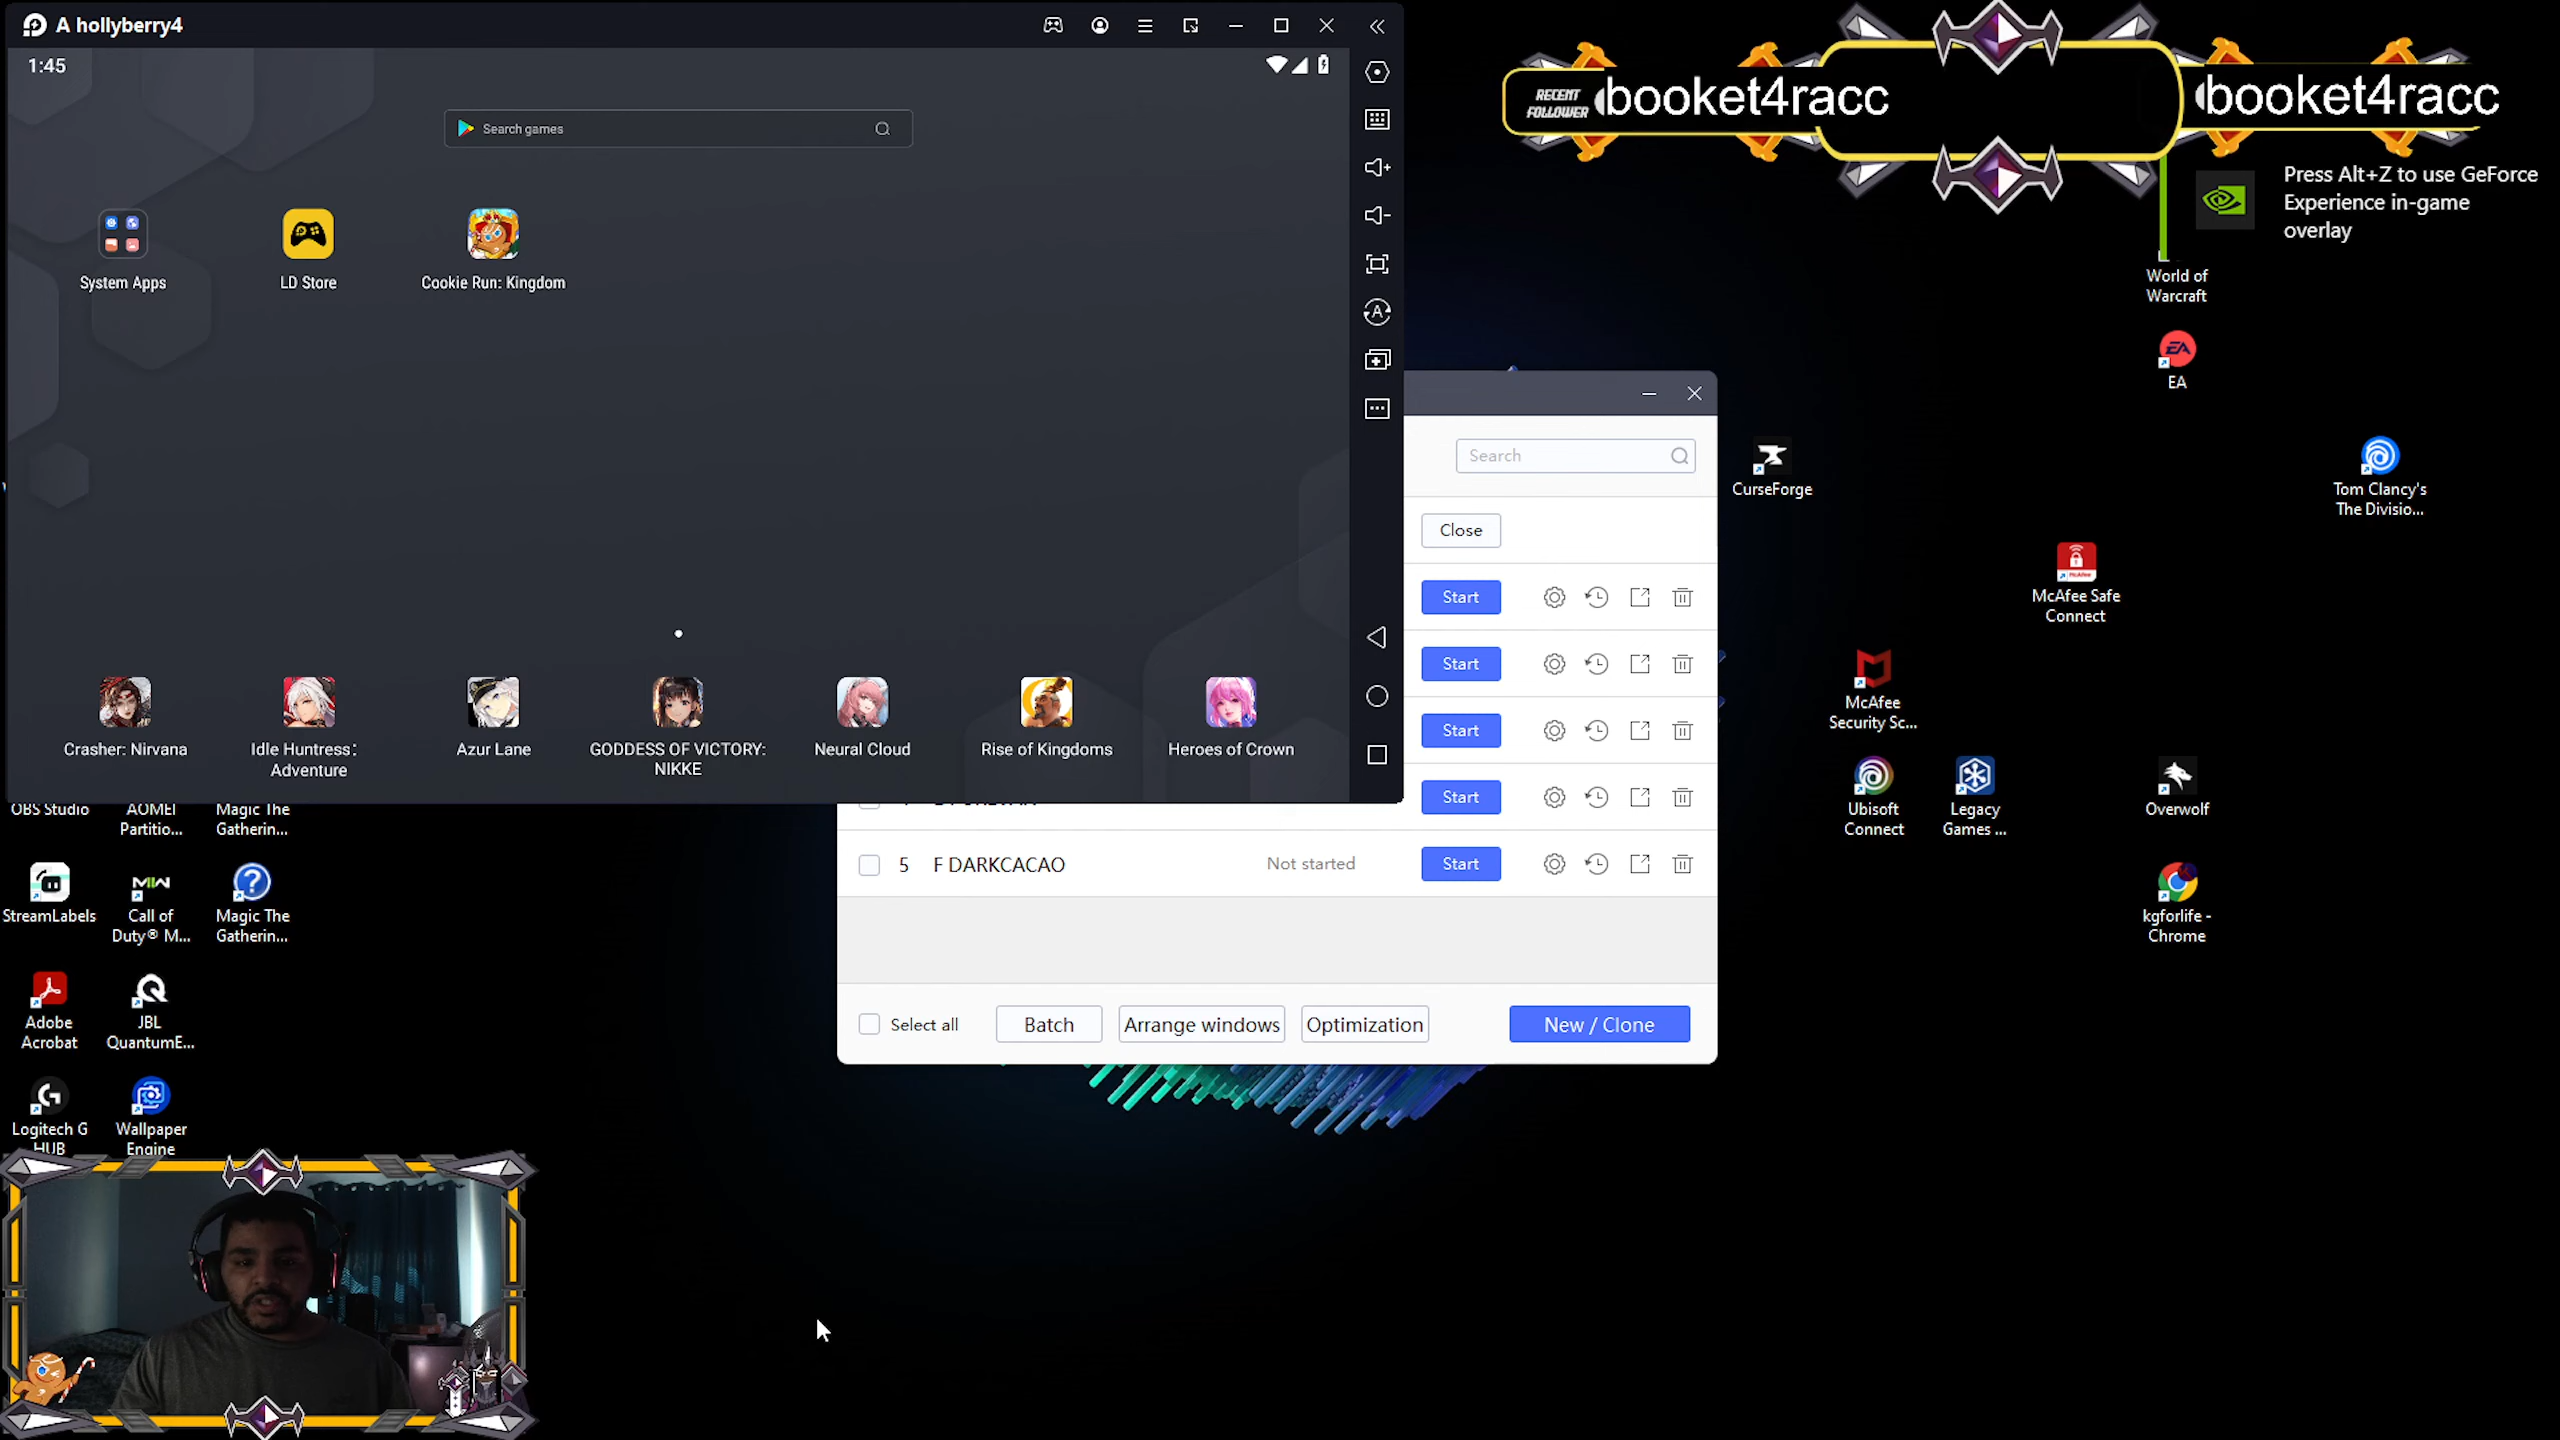 A hollyberry4
1:45
Search games
System Apps
LD Store
Cookie Run: Kingdom
Crasher: Nirvana
Idle Huntress:
Adventure
Azur Lane
GODDESS OF VICTORY:
NIKKE
Neural Cloud
Rise of Kingdoms
Heroes of Crown
RECENT
FOLLOWER
booket4racc
booket4racc
Press Alt+Z to use GeForce
Experience in-game
overlay
World of
Warcraft
EA
EA
Search
Close
Start
Start
Start
Start
5 F DARKCACAO Not started Start
Select all
Batch
Arrange windows
Optimization
New / Clone
CurseForge
Tom Clancy's
The Divisio...
McAfee
McAfee Safe
Connect
McAfee
Security Sc...
Ubisoft
Connect
Legacy
Games ...
Overwolf
kgforlife -
Chrome
OBS Studio
AOMEI
Partitio...
Magic The
Gatherin...
StreamLabels
MW
Call of
Duty® M...
Magic The
Gatherin...
Adobe
Acrobat
JBL
QuantumE...
Logitech G
HUB
Wallpaper
Engine